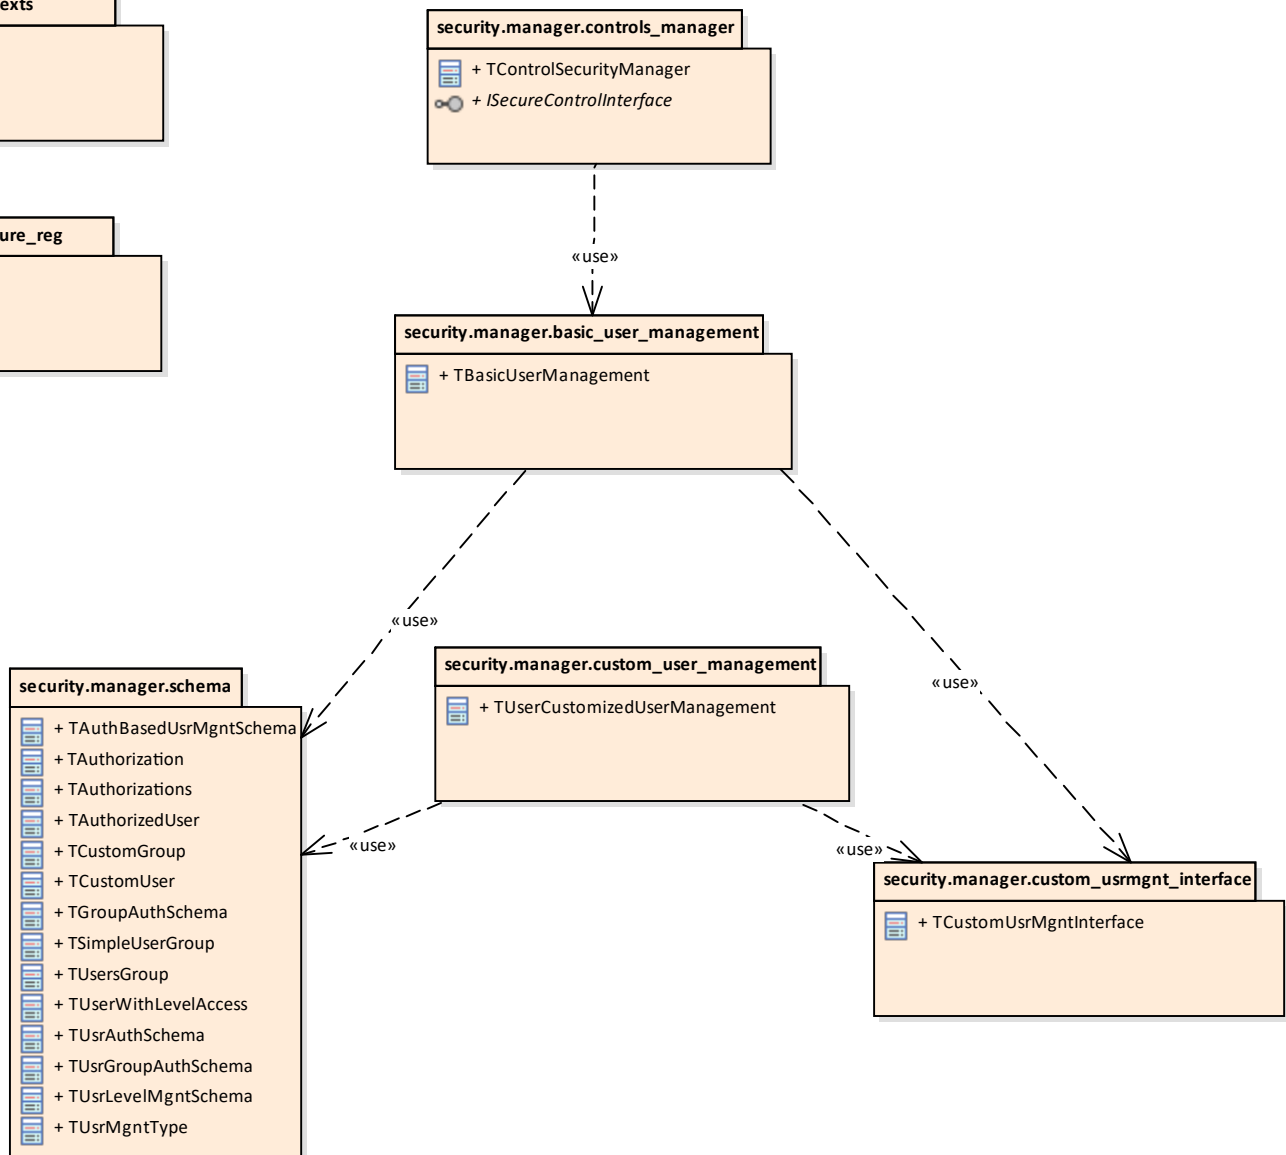 exts
security.manager.controls_manager
+ TControlSecurityManager
+ ISecureControlInterface
ure_reg
«use»
security.manager.basic_user_management
+ TBasicUserManagement
«use»
«use»
security.manager.schema
+ TAuthBasedUsrMgntSchema
+ TAuthorization
+ TAuthorizations
+ TAuthorizedUser
+ TCustomGroup
+ TCustomUser
+ TGroupAuthSchema
+ TSimpleUserGroup
+ TUsersGroup
+ TUserWithLevelAccess
+ TUsrAuthSchema
+ TUsrGroupAuthSchema
+ TUsrLevelMgntSchema
+ TUsrMgntType
security.manager.custom_user_management
+ TUserCustomizedUserManagement
«use»
«use»
security.manager.custom_usrmgnt_interface
+ TCustomUsrMgntInterface